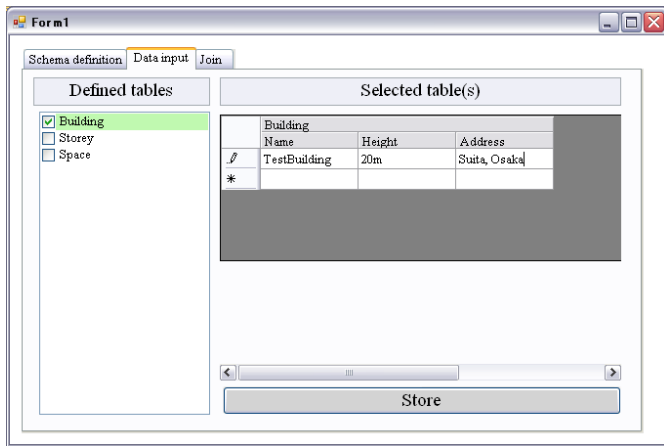 Form1
Schema definition Data input Join
Defined tables
Selected table(s)
Building
Storey
Space
Building
Name Height Address
TestBuilding 20m Suita, Osaka
Store